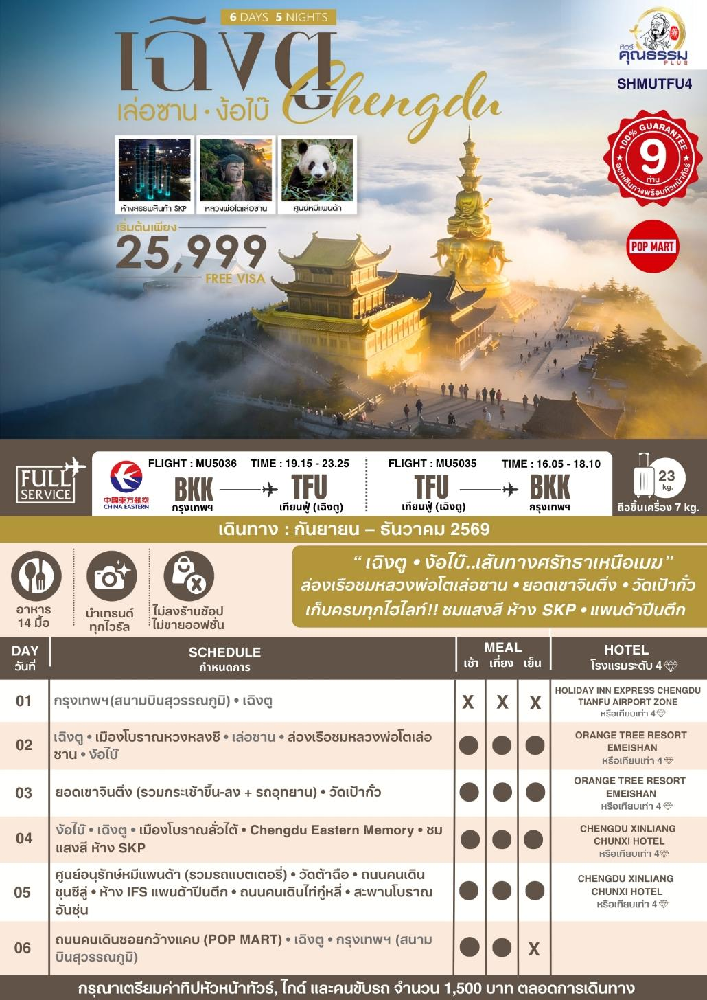 6 DAYS 5 NIGHTS
เฉิงตู
Chengdu
เล่อซาน • ง้อไบ๊
ทัวร์
คุณธรรม
PLUS
SHMUTFU4
100% GUARANTEE
9
ท่าน
ออกเดินทางพร้อมหัวหน้าทัวร์
POP MART
ห้างสรรพสินค้า SKP
หลวงพ่อโตเล่อซาน
ศูนย์หมีแพนด้า
เริ่มต้นเพียง
25,999
FREE VISA
FULL
SERVICE
中國東方航空
CHINA EASTERN
FLIGHT : MU5036 TIME : 19.15 - 23.25
BKK TFU
กรุงเทพฯ เทียนฟู่ (เฉิงตู)
FLIGHT : MU5035 TIME : 16.05 - 18.10
TFU BKK
เทียนฟู่ (เฉิงตู) กรุงเทพฯ
23
kg.
ถือขึ้นเครื่อง 7 kg.
เดินทาง : กันยายน – ธันวาคม 2569
อาหาร
14 มื้อ
นำเทรนด์
ทุกไวรัล
ไม่ลงร้านช้อป
ไม่ขายออฟชั่น
“ เฉิงตู • ง้อไบ๊..เส้นทางศรัทธาเหนือเมฆ”
ล่องเรือชมหลวงพ่อโตเล่อซาน • ยอดเขาจินติ่ง • วัดเป้ากั๋ว
เก็บครบทุกไฮไลท์!! ชมแสงสี ห้าง SKP • แพนด้าปีนตึก
DAY
วันที่
SCHEDULE
กำหนดการ
MEAL
เช้า เที่ยง เย็น
HOTEL
โรงแรมระดับ 4
01
กรุงเทพฯ(สนามบินสุวรรณภูมิ) • เฉิงตู
X X X
HOLIDAY INN EXPRESS CHENGDU
TIANFU AIRPORT ZONE
หรือเทียบเท่า 4
02
เฉิงตู • เมืองโบราณหวงหลงซี • เล่อซาน • ล่องเรือชมหลวงพ่อโตเล่อ
ซาน • ง้อไบ๊
ORANGE TREE RESORT
EMEISHAN
หรือเทียบเท่า 4
03
ยอดเขาจินติ่ง (รวมกระเช้าขึ้น-ลง + รถอุทยาน) • วัดเป้ากั๋ว
ORANGE TREE RESORT
EMEISHAN
หรือเทียบเท่า 4
04
ง้อไบ๊ • เฉิงตู • เมืองโบราณลั่วไต้ • Chengdu Eastern Memory • ชม
แสงสี ห้าง SKP
CHENGDU XINLIANG
CHUNXI HOTEL
หรือเทียบเท่า 4
05
ศูนย์อนุรักษ์หมีแพนด้า (รวมรถแบตเตอรี่) • วัดต้าฉือ • ถนนคนเดิน
ชุนซีลู่ • ห้าง IFS แพนด้าปีนตึก • ถนนคนเดินไท่กู๋หลี่ • สะพานโบราณ
อันซุ่น
CHENGDU XINLIANG
CHUNXI HOTEL
หรือเทียบเท่า 4
06
ถนนคนเดินซอยกว้างแคบ (POP MART) • เฉิงตู • กรุงเทพฯ (สนาม
บินสุวรรณภูมิ)
X
กรุณาเตรียมค่าทิปหัวหน้าทัวร์, ไกด์ และคนขับรถ จำนวน 1,500 บาท ตลอดการเดินทาง